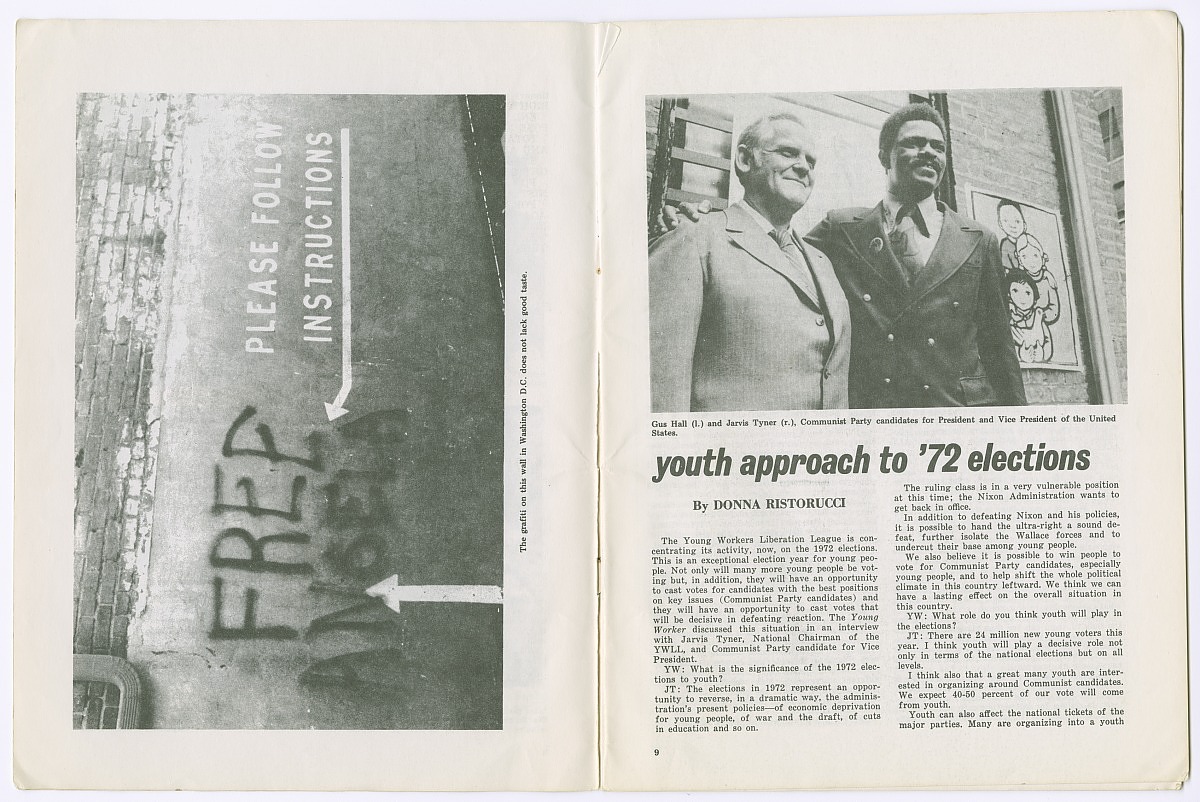 PLEASE FOLLOW
INSTRUCTIONS
FREE
ANGELA
The grafiti on this wall in Washington D.C. does not lack good taste.
Gus Hall (l.) and Jarvis Tyner (r.), Communist Party candidates for President and Vice President of the United
States.
youth approach to '72 elections
By DONNA RISTORUCCI
The Young Workers Liberation League is con-
centrating its activity, now, on the 1972 elections.
This is an exceptional election year for young peo-
ple. Not only will many more young people be vot-
ing but, in addition, they will have an opportunity
to cast votes for candidates with the best positions
on key issues (Communist Party candidates) and
they will have an opportunity to cast votes that
will be decisive in defeating reaction. The Young
Worker discussed this situation in an interview
with Jarvis Tyner, National Chairman of the
YWLL, and Communist Party candidate for Vice
President.
YW: What is the significance of the 1972 elec-
tions to youth?
JT: The elections in 1972 represent an oppor-
tunity to reverse, in a dramatic way, the adminis-
tration's present policies—of economic deprivation
for young people, of war and the draft, of cuts
in education and so on.
The ruling class is in a very vulnerable position
at this time; the Nixon Administration wants to
get back in office.
In addition to defeating Nixon and his policies,
it is possible to hand the ultra-right a sound de-
feat, further isolate the Wallace forces and to
undercut their base among young people.
We also believe it is possible to win people to
vote for Communist Party candidates, especially
young people, and to help shift the whole political
climate in this country leftward. We think we can
have a lasting effect on the overall situation in
this country.
YW: What role do you think youth will play in
the elections?
JT: There are 24 million new young voters this
year. I think youth will play a decisive role not
only in terms of the national elections but on all
levels.
I think also that a great many youth are inter-
ested in organizing around Communist candidates.
We expect 40-50 percent of our vote will come
from youth.
Youth can also affect the national tickets of the
major parties. Many are organizing into a youth
9